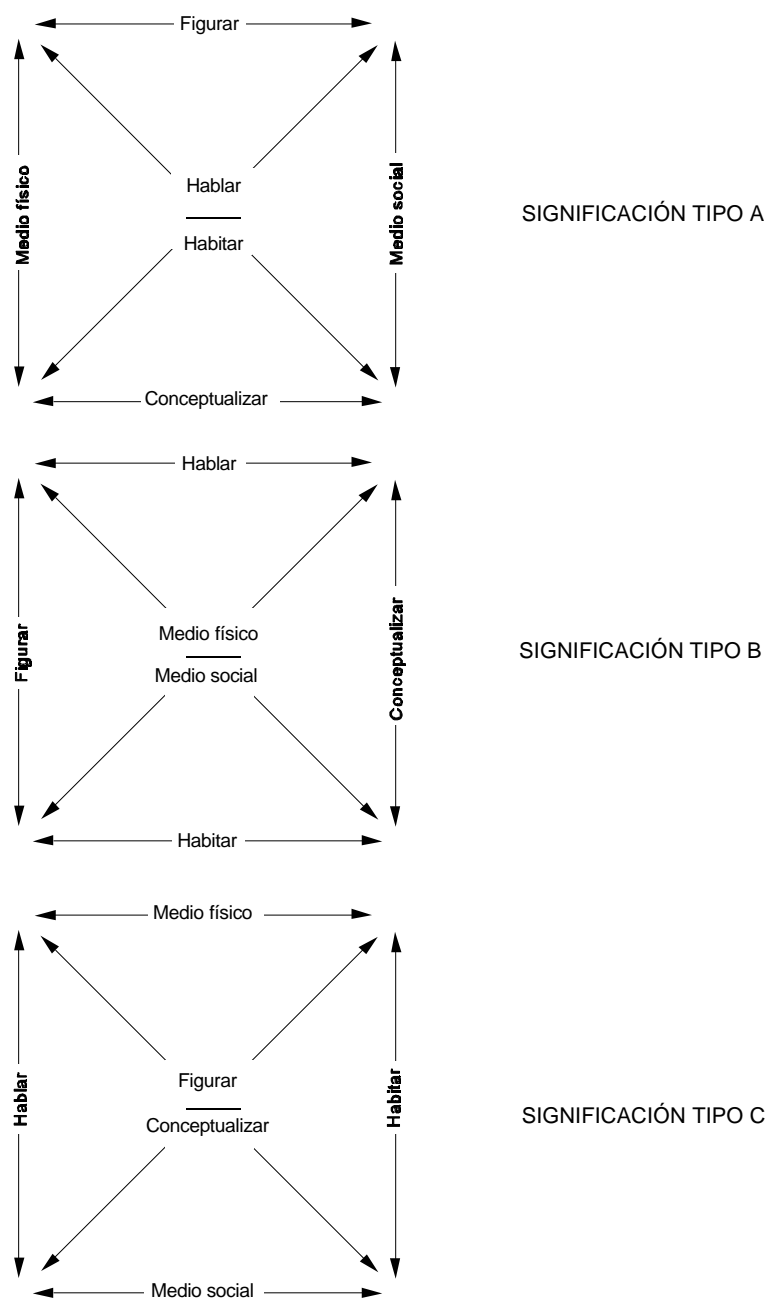 Figurar
Medio físico
Hablar
Habitar
Medio social
Conceptualizar
SIGNIFICACIÓN TIPO A
Hablar
Figurar
Medio físico
Medio social
Conceptualizar
Habitar
SIGNIFICACIÓN TIPO B
Medio físico
Hablar
Figurar
Conceptualizar
Habitar
Medio social
SIGNIFICACIÓN TIPO C